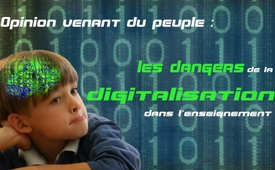 Opinion venant du peuple :
les dangers de la
digitalisation
dans l'enseignement